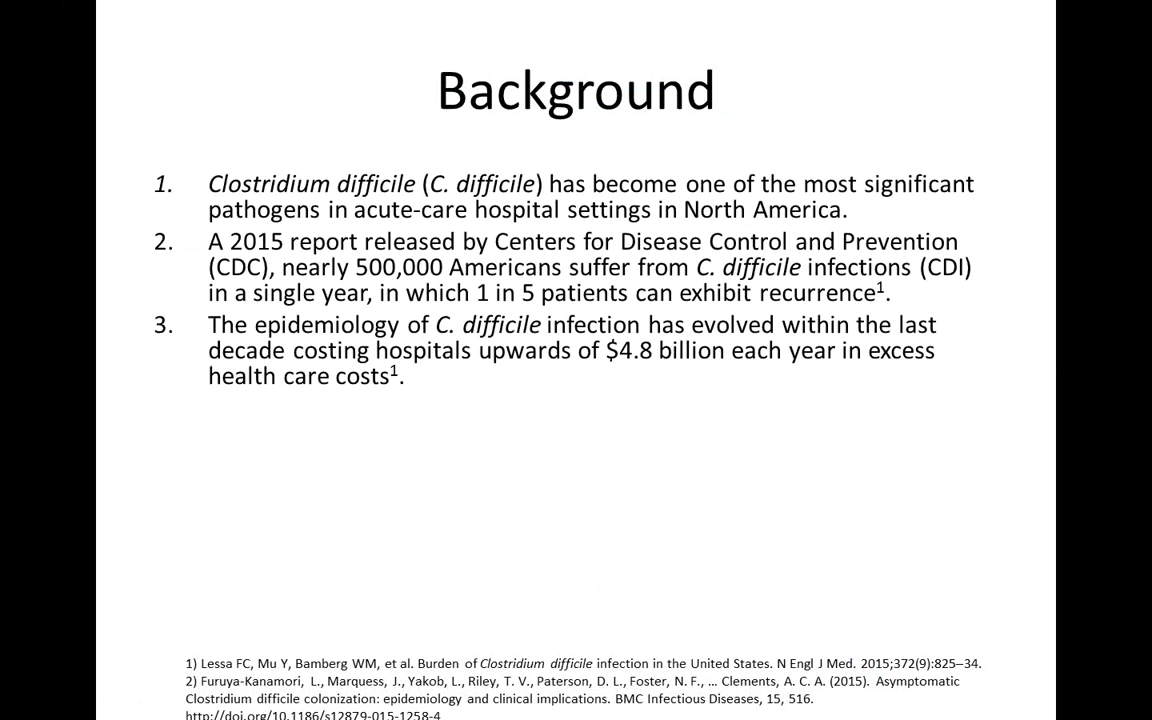 Background
1. Clostridium difficile (C. difficile) has become one of the most significant
pathogens in acute-care hospital settings in North America.
2. A 2015 report released by Centers for Disease Control and Prevention
(CDC), nearly 500,000 Americans suffer from C. difficile infections (CDI)
in a single year, in which 1 in 5 patients can exhibit recurrence¹.
3. The epidemiology of C. difficile infection has evolved within the last
decade costing hospitals upwards of $4.8 billion each year in excess
health care costs¹.
1) Lessa FC, Mu Y, Bamberg WM, et al. Burden of Clostridium difficile infection in the United States. N Engl J Med. 2015;372(9):825–34.
2) Furuya-Kanamori, L., Marquess, J., Yakob, L., Riley, T. V., Paterson, D. L., Foster, N. F., … Clements, A. C. A. (2015). Asymptomatic
Clostridium difficile colonization: epidemiology and clinical implications. BMC Infectious Diseases, 15, 516.
http://doi.org/10.1186/s12879-015-1258-4